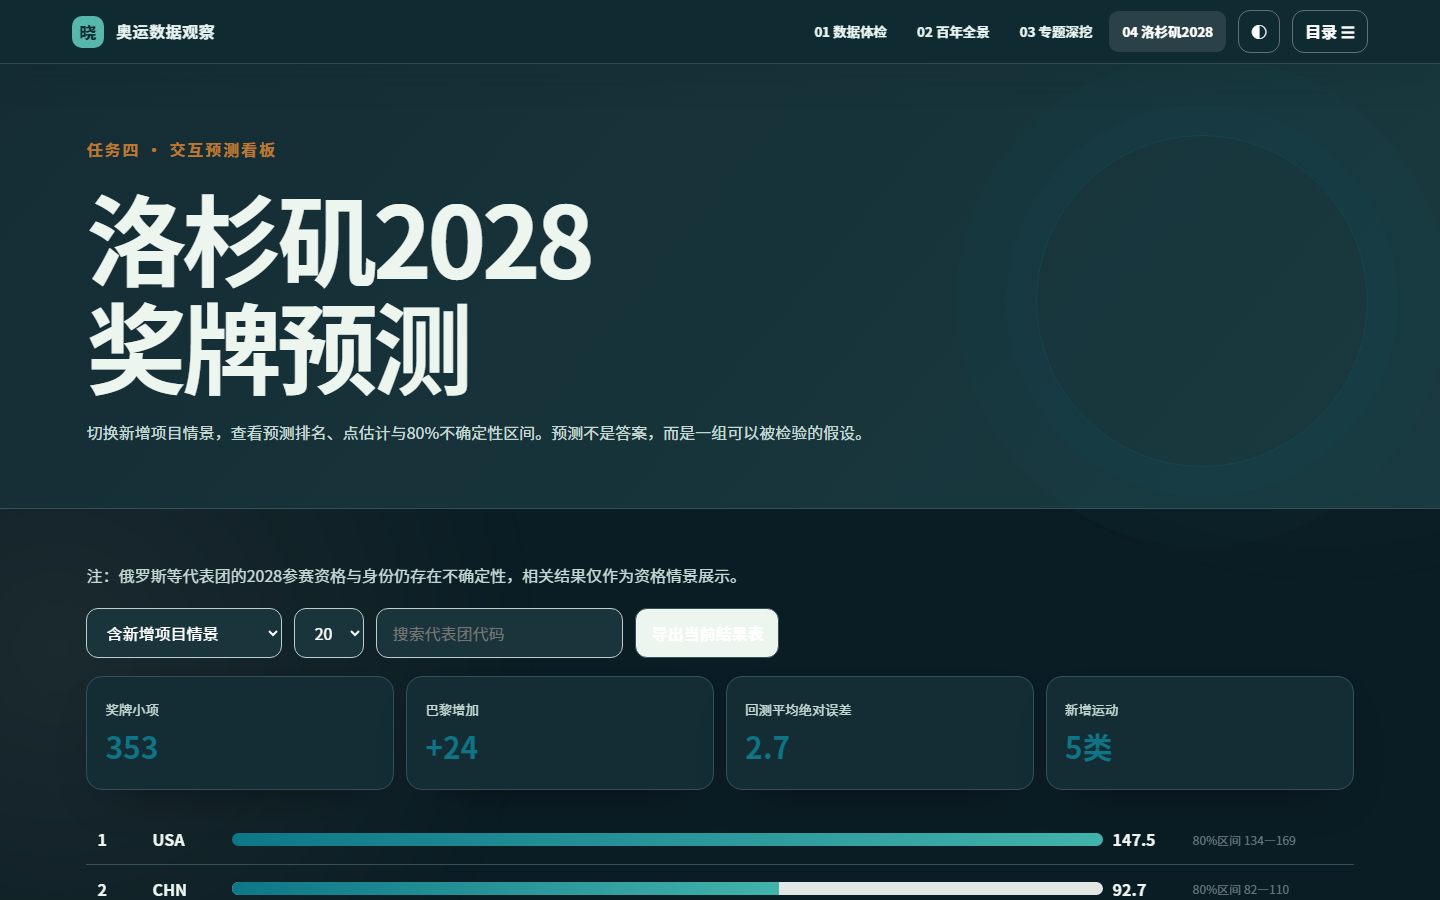 晓 奥运数据观察 01 数据体检 02 百年全景 03 专题深挖 04 洛杉矶2028 目录 ☰
任务四 · 交互预测看板
洛杉矶2028
奖牌预测
切换新增项目情景，查看预测排名、点估计与80%不确定性区间。预测不是答案，而是一组可以被检验的假设。
注：俄罗斯等代表团的2028参赛资格与身份仍存在不确定性，相关结果仅作为资格情景展示。
含新增项目情景 20 搜索代表团代码 导出当前结果表
奖牌小项 巴黎增加 回测平均绝对误差 新增运动
353 +24 2.7 5类
1 USA 147.5 80%区间 134—169
2 CHN 92.7 80%区间 82—110